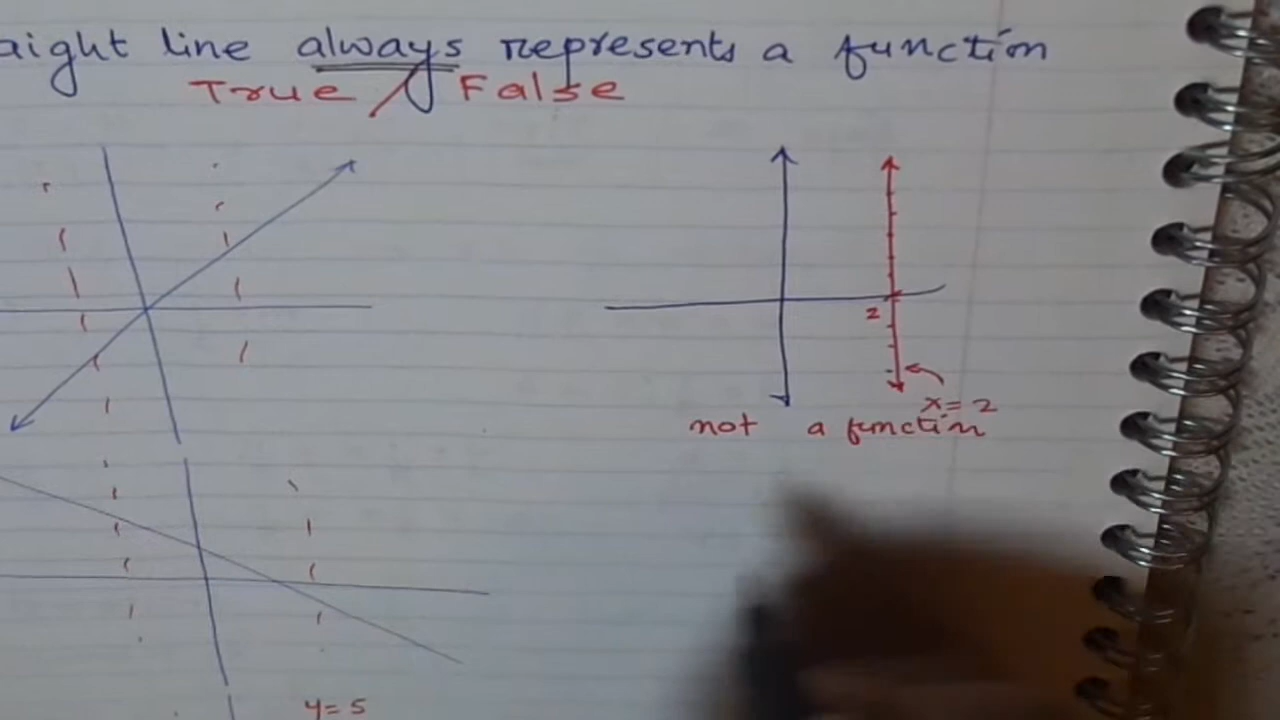 aight line always represents a function
True / False
2
x = 2
not a function
y = 5